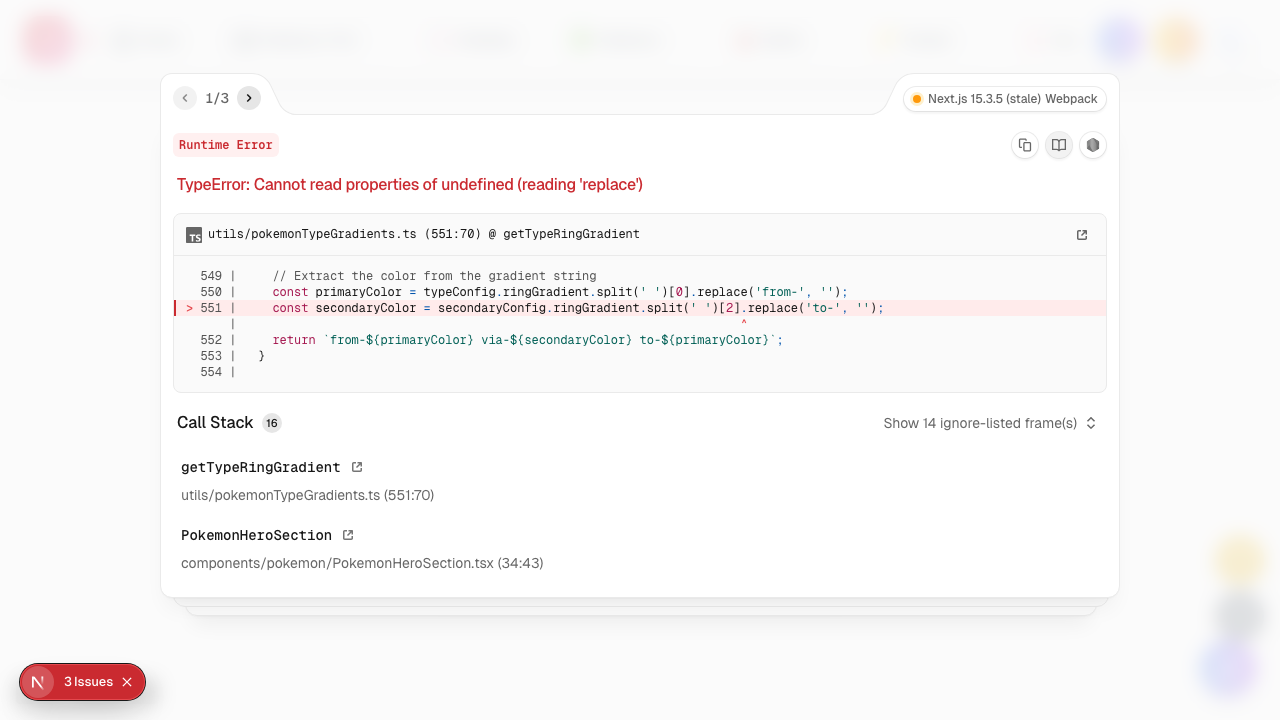 1/3
Next.js 15.3.5 (stale) Webpack
Runtime Error
TypeError: Cannot read properties of undefined (reading 'replace')
TS utils/pokemonTypeGradients.ts (551:70) @ getTypeRingGradient
549 |     // Extract the color from the gradient string
550 |     const primaryColor = typeConfig.ringGradient.split(' ')[0].replace('from-', '');
> 551 |     const secondaryColor = secondaryConfig.ringGradient.split(' ')[2].replace('to-', '');
|                                                                       ^
552 |     return `from-${primaryColor} via-${secondaryColor} to-${primaryColor}`;
553 |   }
554 |
Call Stack 16
Show 14 ignore-listed frame(s)
getTypeRingGradient
utils/pokemonTypeGradients.ts (551:70)
PokemonHeroSection
components/pokemon/PokemonHeroSection.tsx (34:43)
N 3 Issues